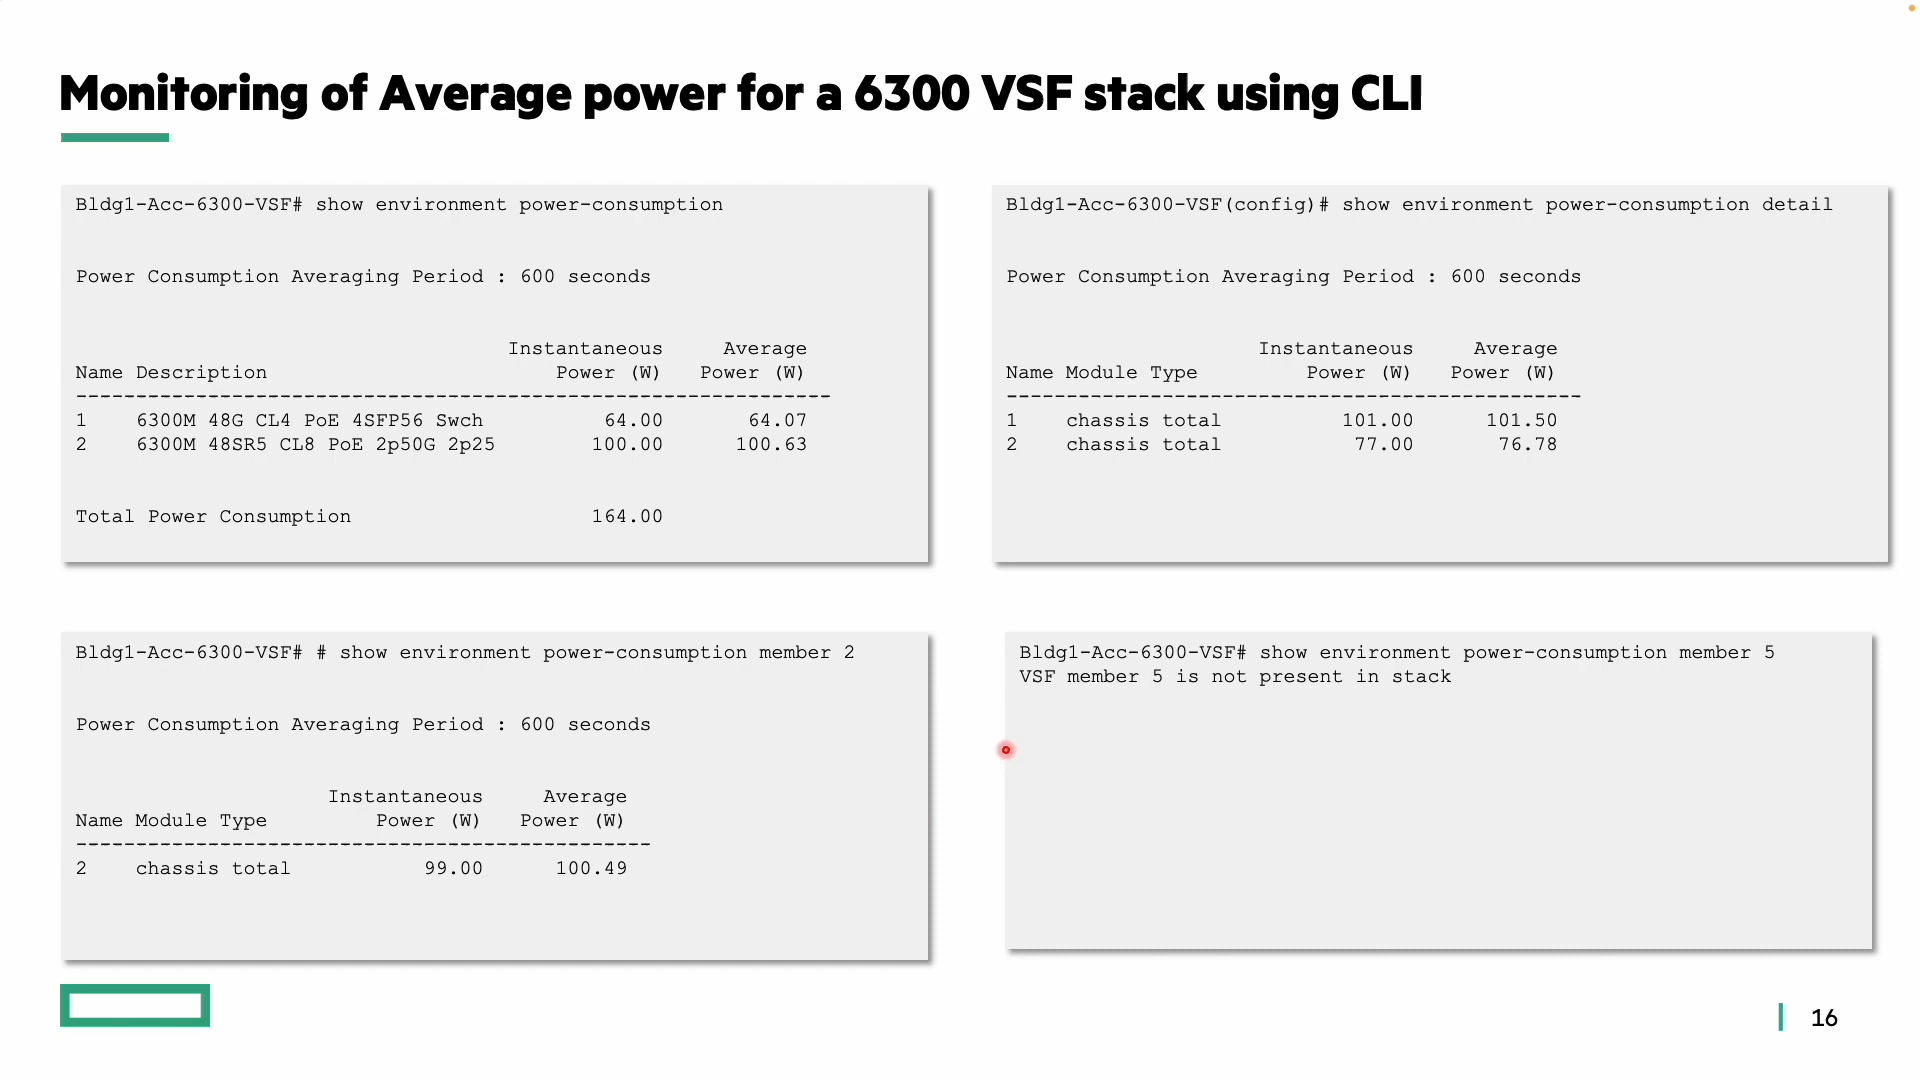 Monitoring of Average power for a 6300 VSF stack using CLI
Bldg1-Acc-6300-VSF# show environment power-consumption
Power Consumption Averaging Period : 600 seconds
Instantaneous Average
Name Description Power (W) Power (W)
---------------------------------------------------------------
1 6300M 48G CL4 PoE 4SFP56 Swch 64.00 64.07
2 6300M 48SR5 CL8 PoE 2p50G 2p25 100.00 100.63
Total Power Consumption 164.00
Bldg1-Acc-6300-VSF(config)# show environment power-consumption detail
Power Consumption Averaging Period : 600 seconds
Instantaneous Average
Name Module Type Power (W) Power (W)
------------------------------------------------
1 chassis total 101.00 101.50
2 chassis total 77.00 76.78
Bldg1-Acc-6300-VSF# # show environment power-consumption member 2
Power Consumption Averaging Period : 600 seconds
Instantaneous Average
Name Module Type Power (W) Power (W)
------------------------------------------------
2 chassis total 99.00 100.49
Bldg1-Acc-6300-VSF# show environment power-consumption member 5
VSF member 5 is not present in stack
16